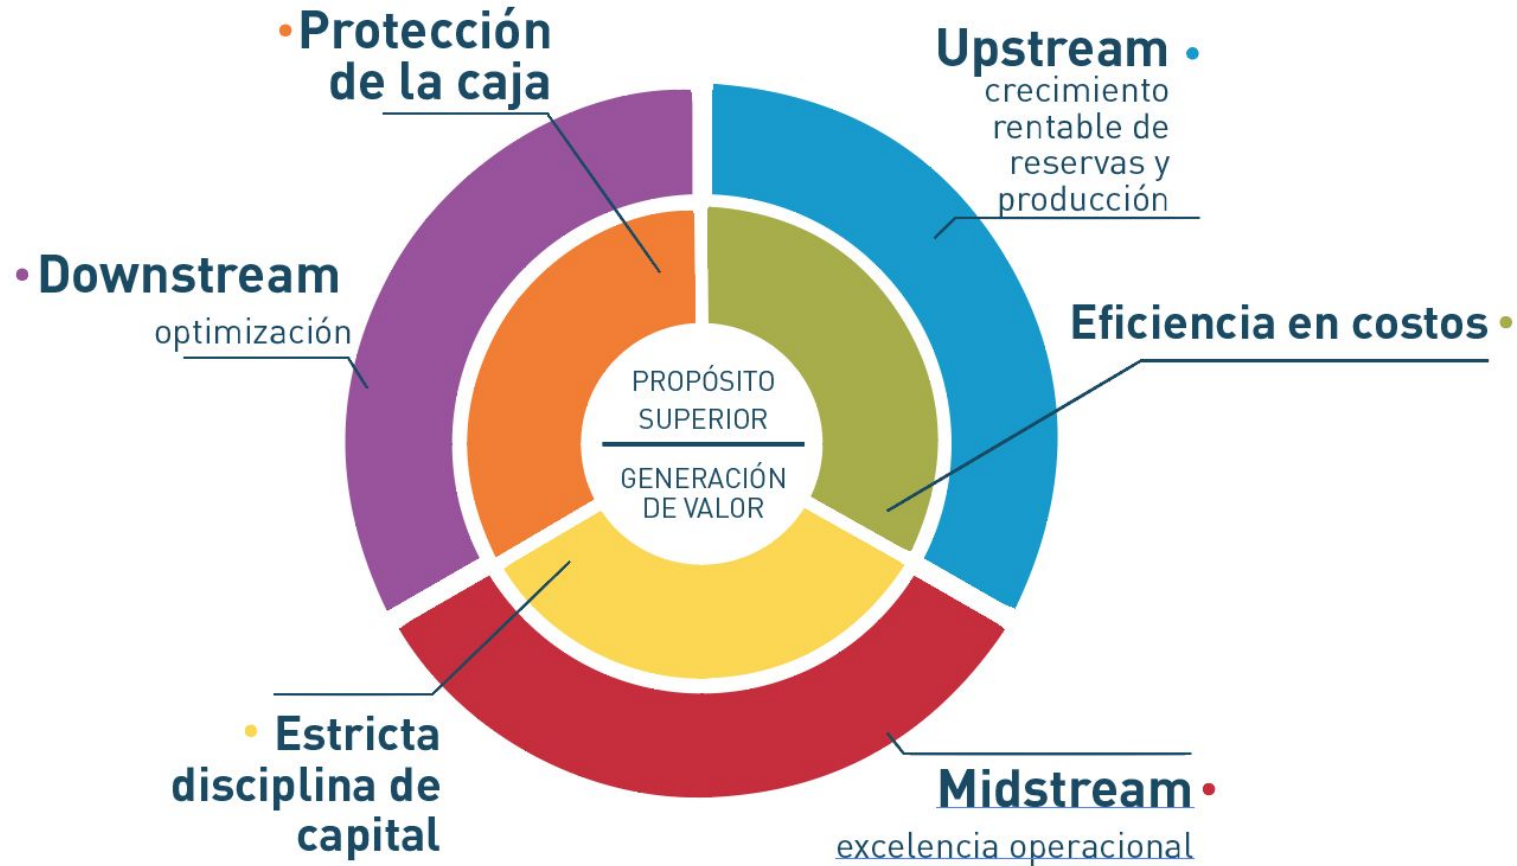 • Protección
de la caja
Upstream •
crecimiento
rentable de
reservas y
producción
• Downstream
optimización
Eficiencia en costos •
PROPÓSITO
SUPERIOR
GENERACIÓN
DE VALOR
• Estricta
disciplina de
capital
Midstream •
excelencia operacional